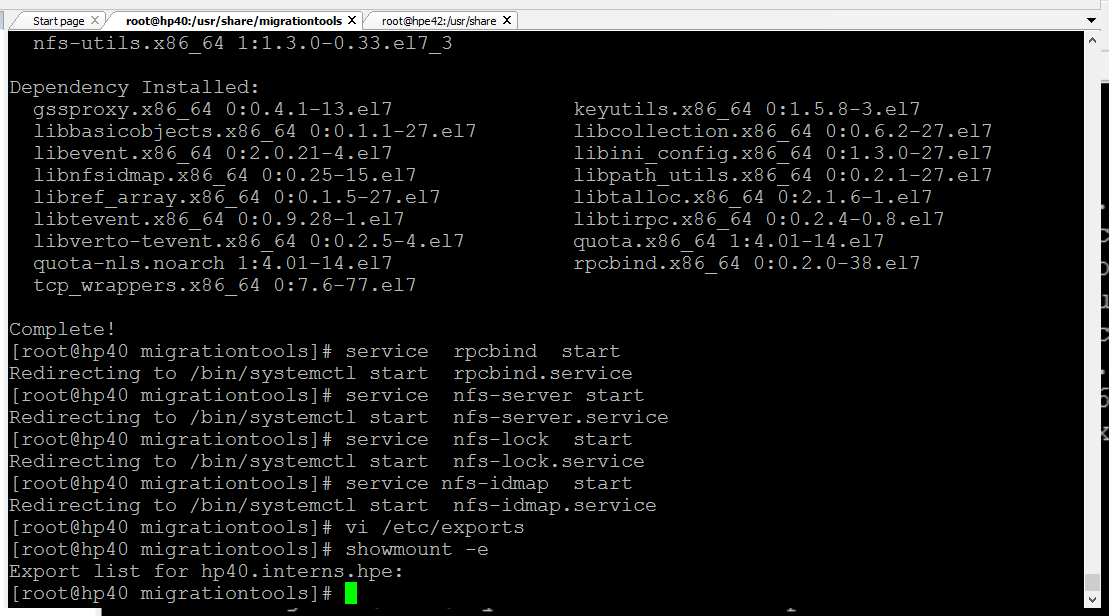 Start page root@hp40:/usr/share/migrationtools root@hpe42:/usr/share
nfs-utils.x86_64 1:1.3.0-0.33.el7_3
Dependency Installed:
gssproxy.x86_64 0:0.4.1-13.el7 keyutils.x86_64 0:1.5.8-3.el7
libbasicobjects.x86_64 0:0.1.1-27.el7 libcollection.x86_64 0:0.6.2-27.el7
libevent.x86_64 0:2.0.21-4.el7 libini_config.x86_64 0:1.3.0-27.el7
libnfsidmap.x86_64 0:0.25-15.el7 libpath_utils.x86_64 0:0.2.1-27.el7
libref_array.x86_64 0:0.1.5-27.el7 libtalloc.x86_64 0:2.1.6-1.el7
libtevent.x86_64 0:0.9.28-1.el7 libtirpc.x86_64 0:0.2.4-0.8.el7
libverto-tevent.x86_64 0:0.2.5-4.el7 quota.x86_64 1:4.01-14.el7
quota-nls.noarch 1:4.01-14.el7 rpcbind.x86_64 0:0.2.0-38.el7
tcp_wrappers.x86_64 0:7.6-77.el7
Complete!
[root@hp40 migrationtools]# service  rpcbind  start
Redirecting to /bin/systemctl start  rpcbind.service
[root@hp40 migrationtools]# service  nfs-server start
Redirecting to /bin/systemctl start  nfs-server.service
[root@hp40 migrationtools]# service  nfs-lock  start
Redirecting to /bin/systemctl start  nfs-lock.service
[root@hp40 migrationtools]# service nfs-idmap  start
Redirecting to /bin/systemctl start  nfs-idmap.service
[root@hp40 migrationtools]# vi /etc/exports
[root@hp40 migrationtools]# showmount -e
Export list for hp40.interns.hpe:
[root@hp40 migrationtools]#